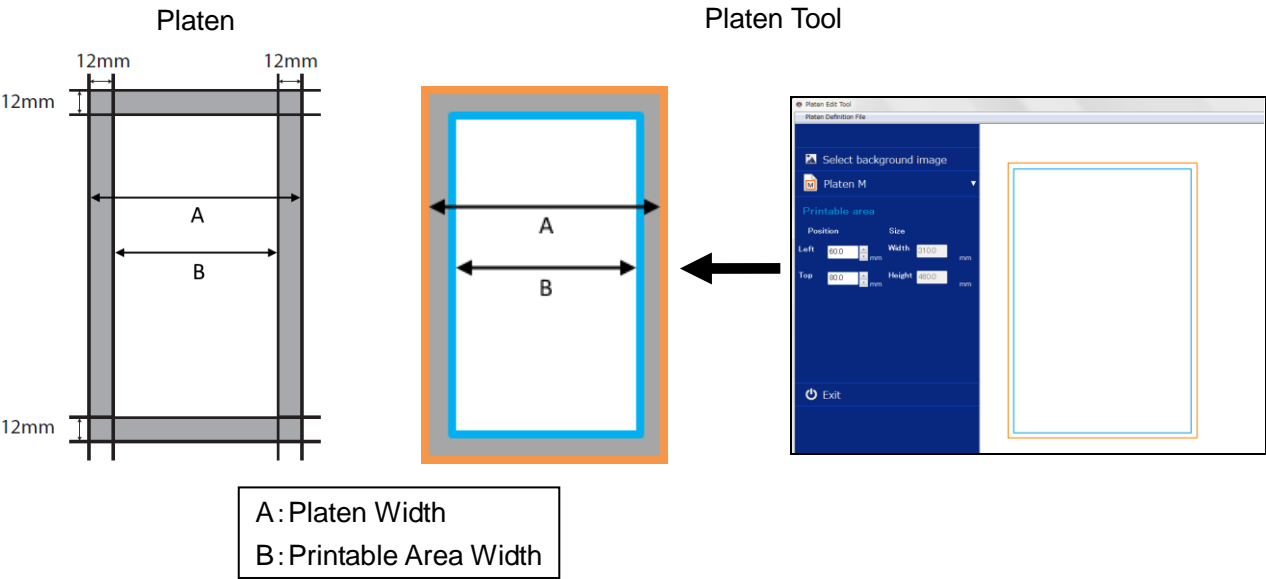 Platen
Platen Tool
12mm
12mm
12mm
A
B
12mm
A
B
Platen Edit Tool
Platen Definition File
Select background image
M
Platen M
Printable area
Position
Size
Left
60.0
mm
Width
310.0
mm
Top
80.0
mm
Height
460.0
mm
Exit
A:Platen Width
B:Printable Area Width